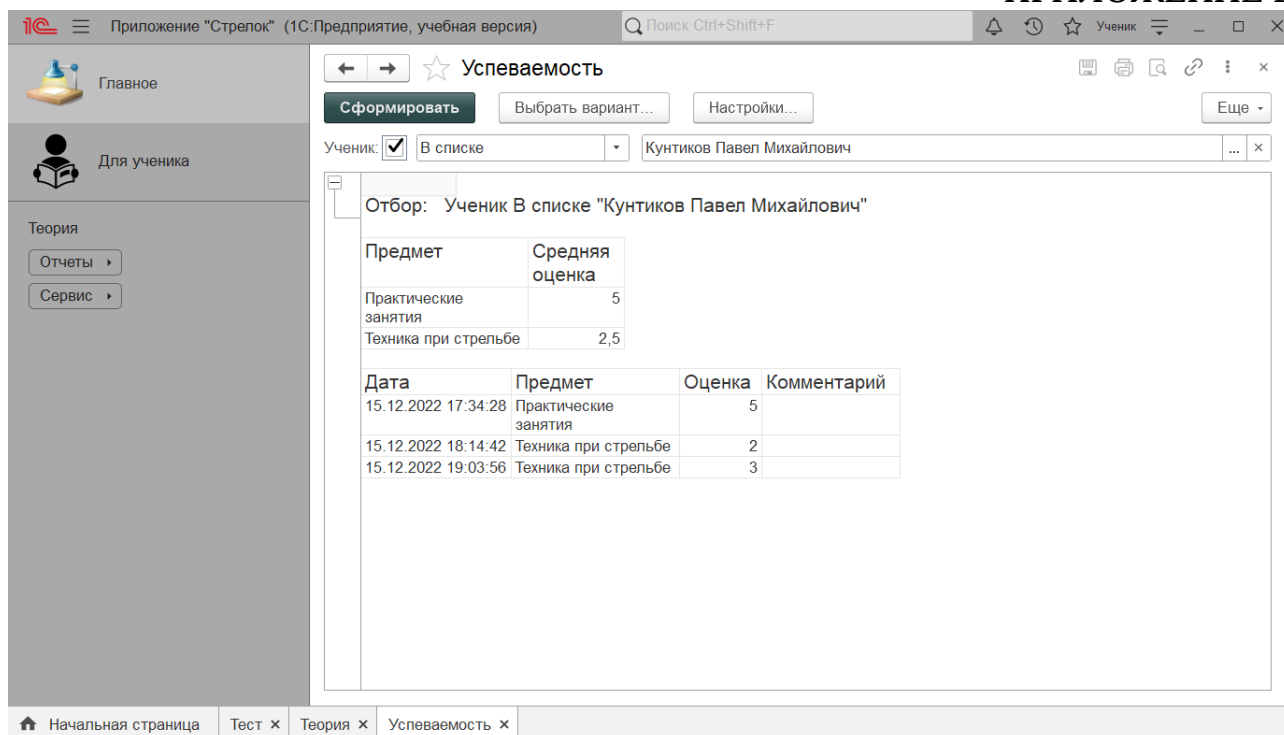 1С Приложение "Стрелок" (1С:Предприятие, учебная версия) Поиск Ctrl+Shift+F Ученик
Главное
Для ученика
Теория
Отчеты
Сервис
Успеваемость
Сформировать Выбрать вариант... Настройки... Еще
Ученик: В списке Кунтиков Павел Михайлович ...
Отбор: Ученик В списке "Кунтиков Павел Михайлович"
Предмет Средняя
оценка
Практические 5
занятия
Техника при стрельбе 2,5
Дата Предмет Оценка Комментарий
15.12.2022 17:34:28 Практические 5
занятия
15.12.2022 18:14:42 Техника при стрельбе 2
15.12.2022 19:03:56 Техника при стрельбе 3
Начальная страница Тест Теория Успеваемость